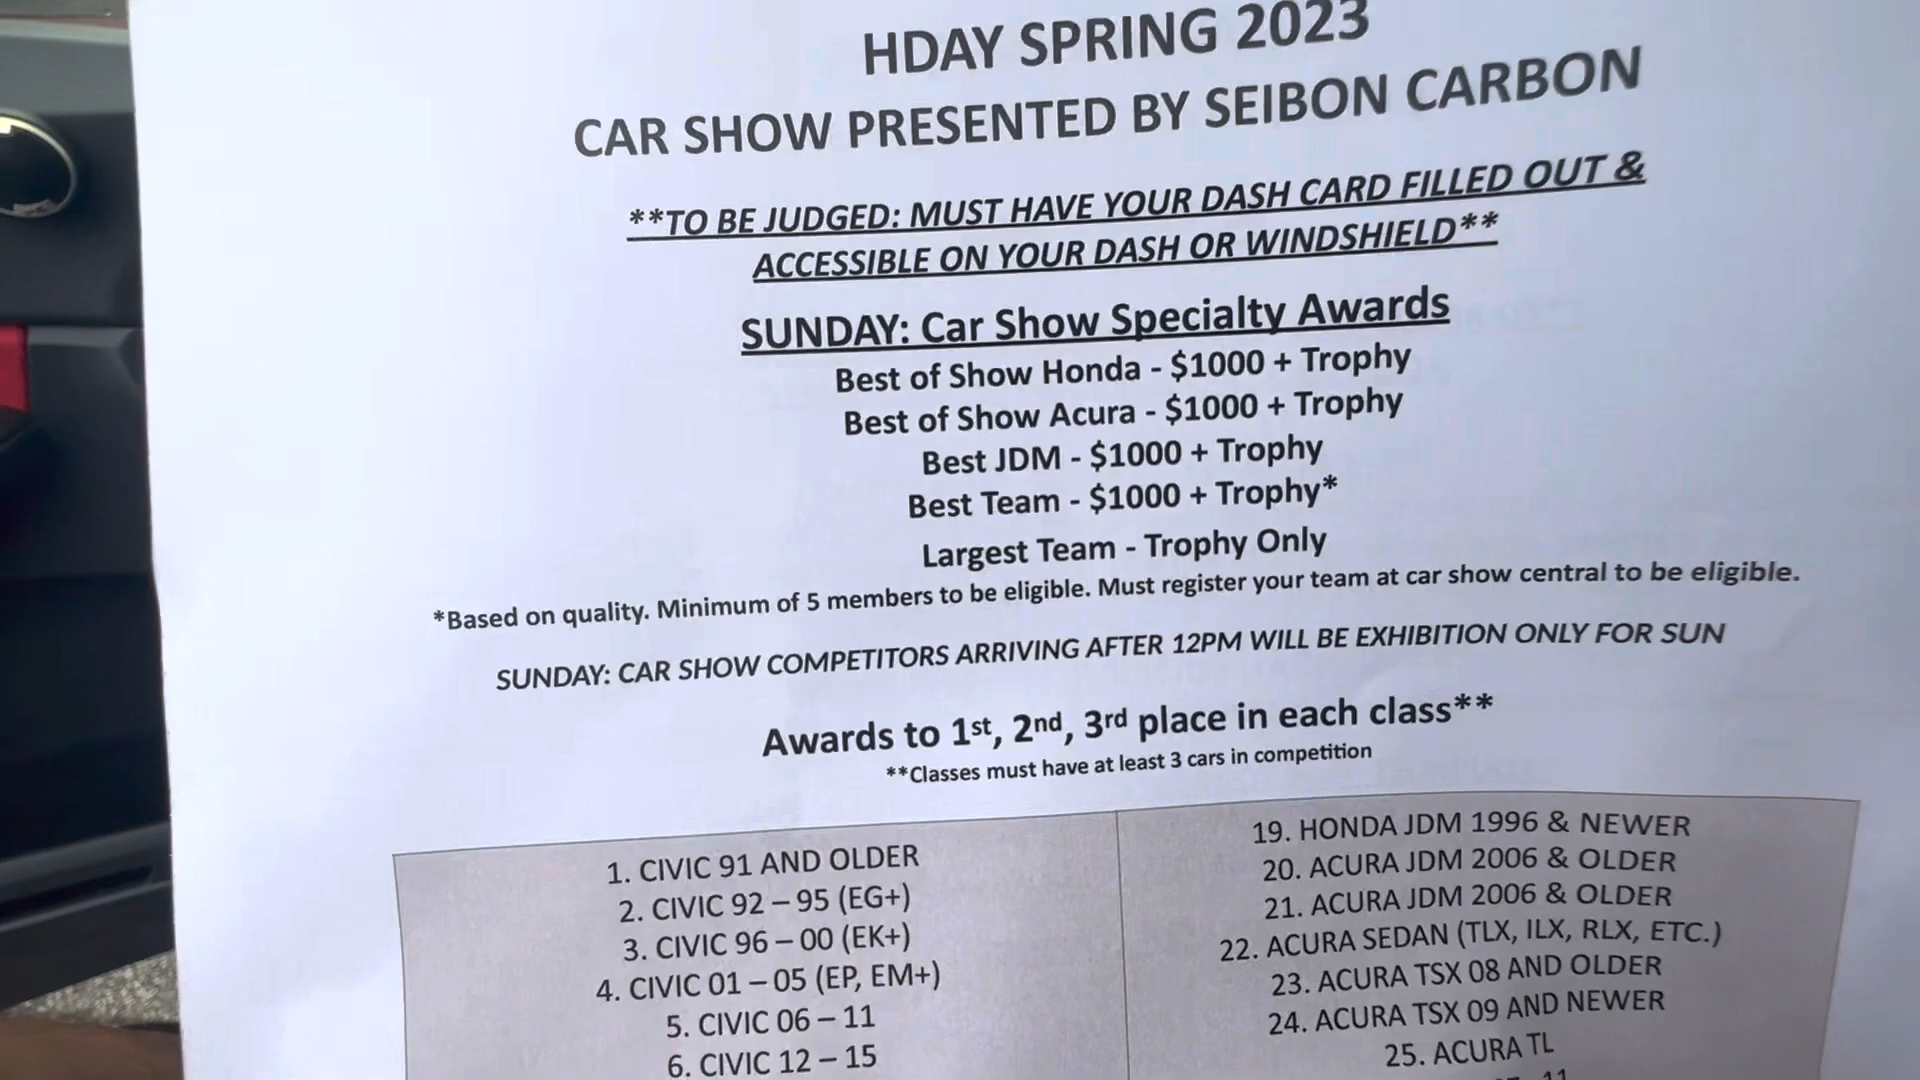 HDAY SPRING 2023
CAR SHOW PRESENTED BY SEIBON CARBON
**TO BE JUDGED: MUST HAVE YOUR DASH CARD FILLED OUT &
ACCESSIBLE ON YOUR DASH OR WINDSHIELD**
SUNDAY: Car Show Specialty Awards
Best of Show Honda - $1000 + Trophy
Best of Show Acura - $1000 + Trophy
Best JDM - $1000 + Trophy
Best Team - $1000 + Trophy*
Largest Team - Trophy Only
*Based on quality. Minimum of 5 members to be eligible. Must register your team at car show central to be eligible.
SUNDAY: CAR SHOW COMPETITORS ARRIVING AFTER 12PM WILL BE EXHIBITION ONLY FOR SUN
Awards to 1st, 2nd, 3rd place in each class**
**Classes must have at least 3 cars in competition
1. CIVIC 91 AND OLDER
2. CIVIC 92 – 95 (EG+)
3. CIVIC 96 – 00 (EK+)
4. CIVIC 01 – 05 (EP, EM+)
5. CIVIC 06 – 11
6. CIVIC 12 – 15
19. HONDA JDM 1996 & NEWER
20. ACURA JDM 2006 & OLDER
21. ACURA JDM 2006 & OLDER
22. ACURA SEDAN (TLX, ILX, RLX, ETC.)
23. ACURA TSX 08 AND OLDER
24. ACURA TSX 09 AND NEWER
25. ACURA TL